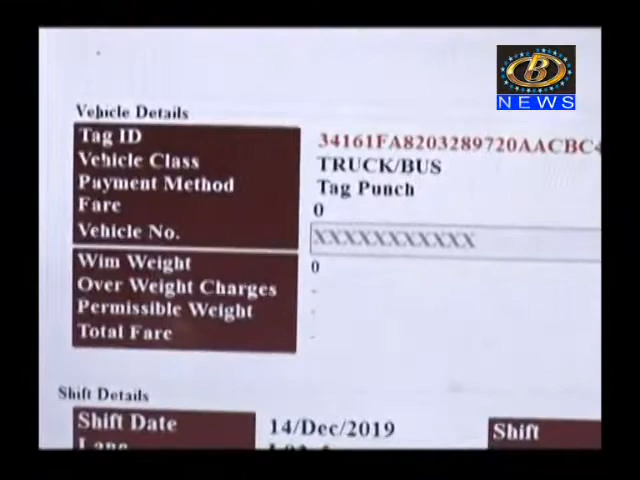 B
NEWS
Vehicle Details
Tag ID 34161FA8203289720AACBC
Vehicle Class TRUCK/BUS
Payment Method Tag Punch
Fare 0
Vehicle No. XXXXXXXXXXX
Wim Weight 0
Over Weight Charges -
Permissible Weight -
Total Fare -
Shift Details
Shift Date 14/Dec/2019 Shift
Lane